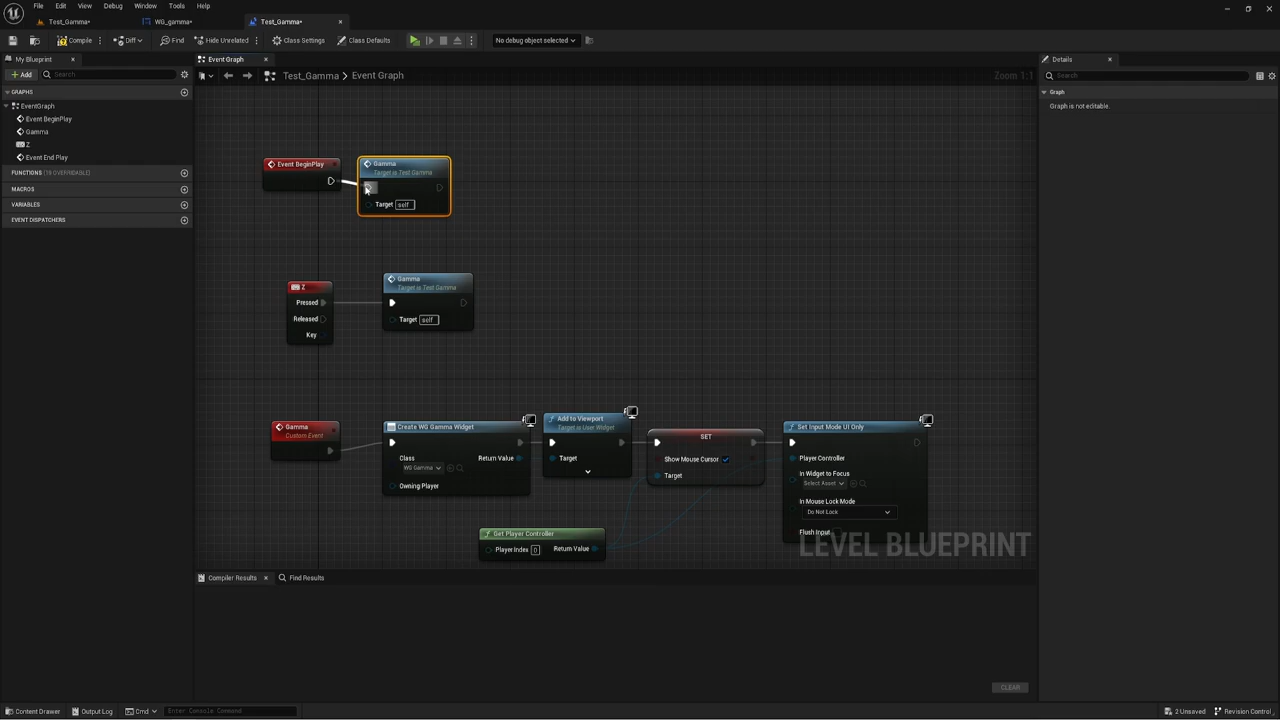 File Edit View Debug Window Tools Help
Test_Gamma•
WG_gamma•
Test_Gamma•
Compile
Diff
Find
Hide Unrelated
Class Settings
Class Defaults
No debug object selected
My Blueprint
Event Graph
Details
Add
Search
Test_Gamma > Event Graph
Zoom 1:1
Search
GRAPHS
EventGraph
Event BeginPlay
Gamma
Z
Event End Play
FUNCTIONS (19 OVERRIDABLE)
MACROS
VARIABLES
EVENT DISPATCHERS
Graph
Graph is not editable.
Event BeginPlay
Gamma
Target is Test Gamma
Target self
Z
Pressed
Released
Key
Gamma
Target is Test Gamma
Target self
Gamma
Custom Event
Create WG Gamma Widget
Class
WG Gamma
Return Value
Owning Player
Add to Viewport
Target is User Widget
Target
SET
Show Mouse Cursor
Target
Set Input Mode UI Only
Player Controller
In Widget to Focus
Select Asset
In Mouse Lock Mode
Do Not Lock
Flush Input
Get Player Controller
Player Index 0
Return Value
LEVEL BLUEPRINT
Compiler Results
Find Results
CLEAR
Content Drawer
Output Log
Cmd
Enter Console Command
2 Unsaved
Revision Control